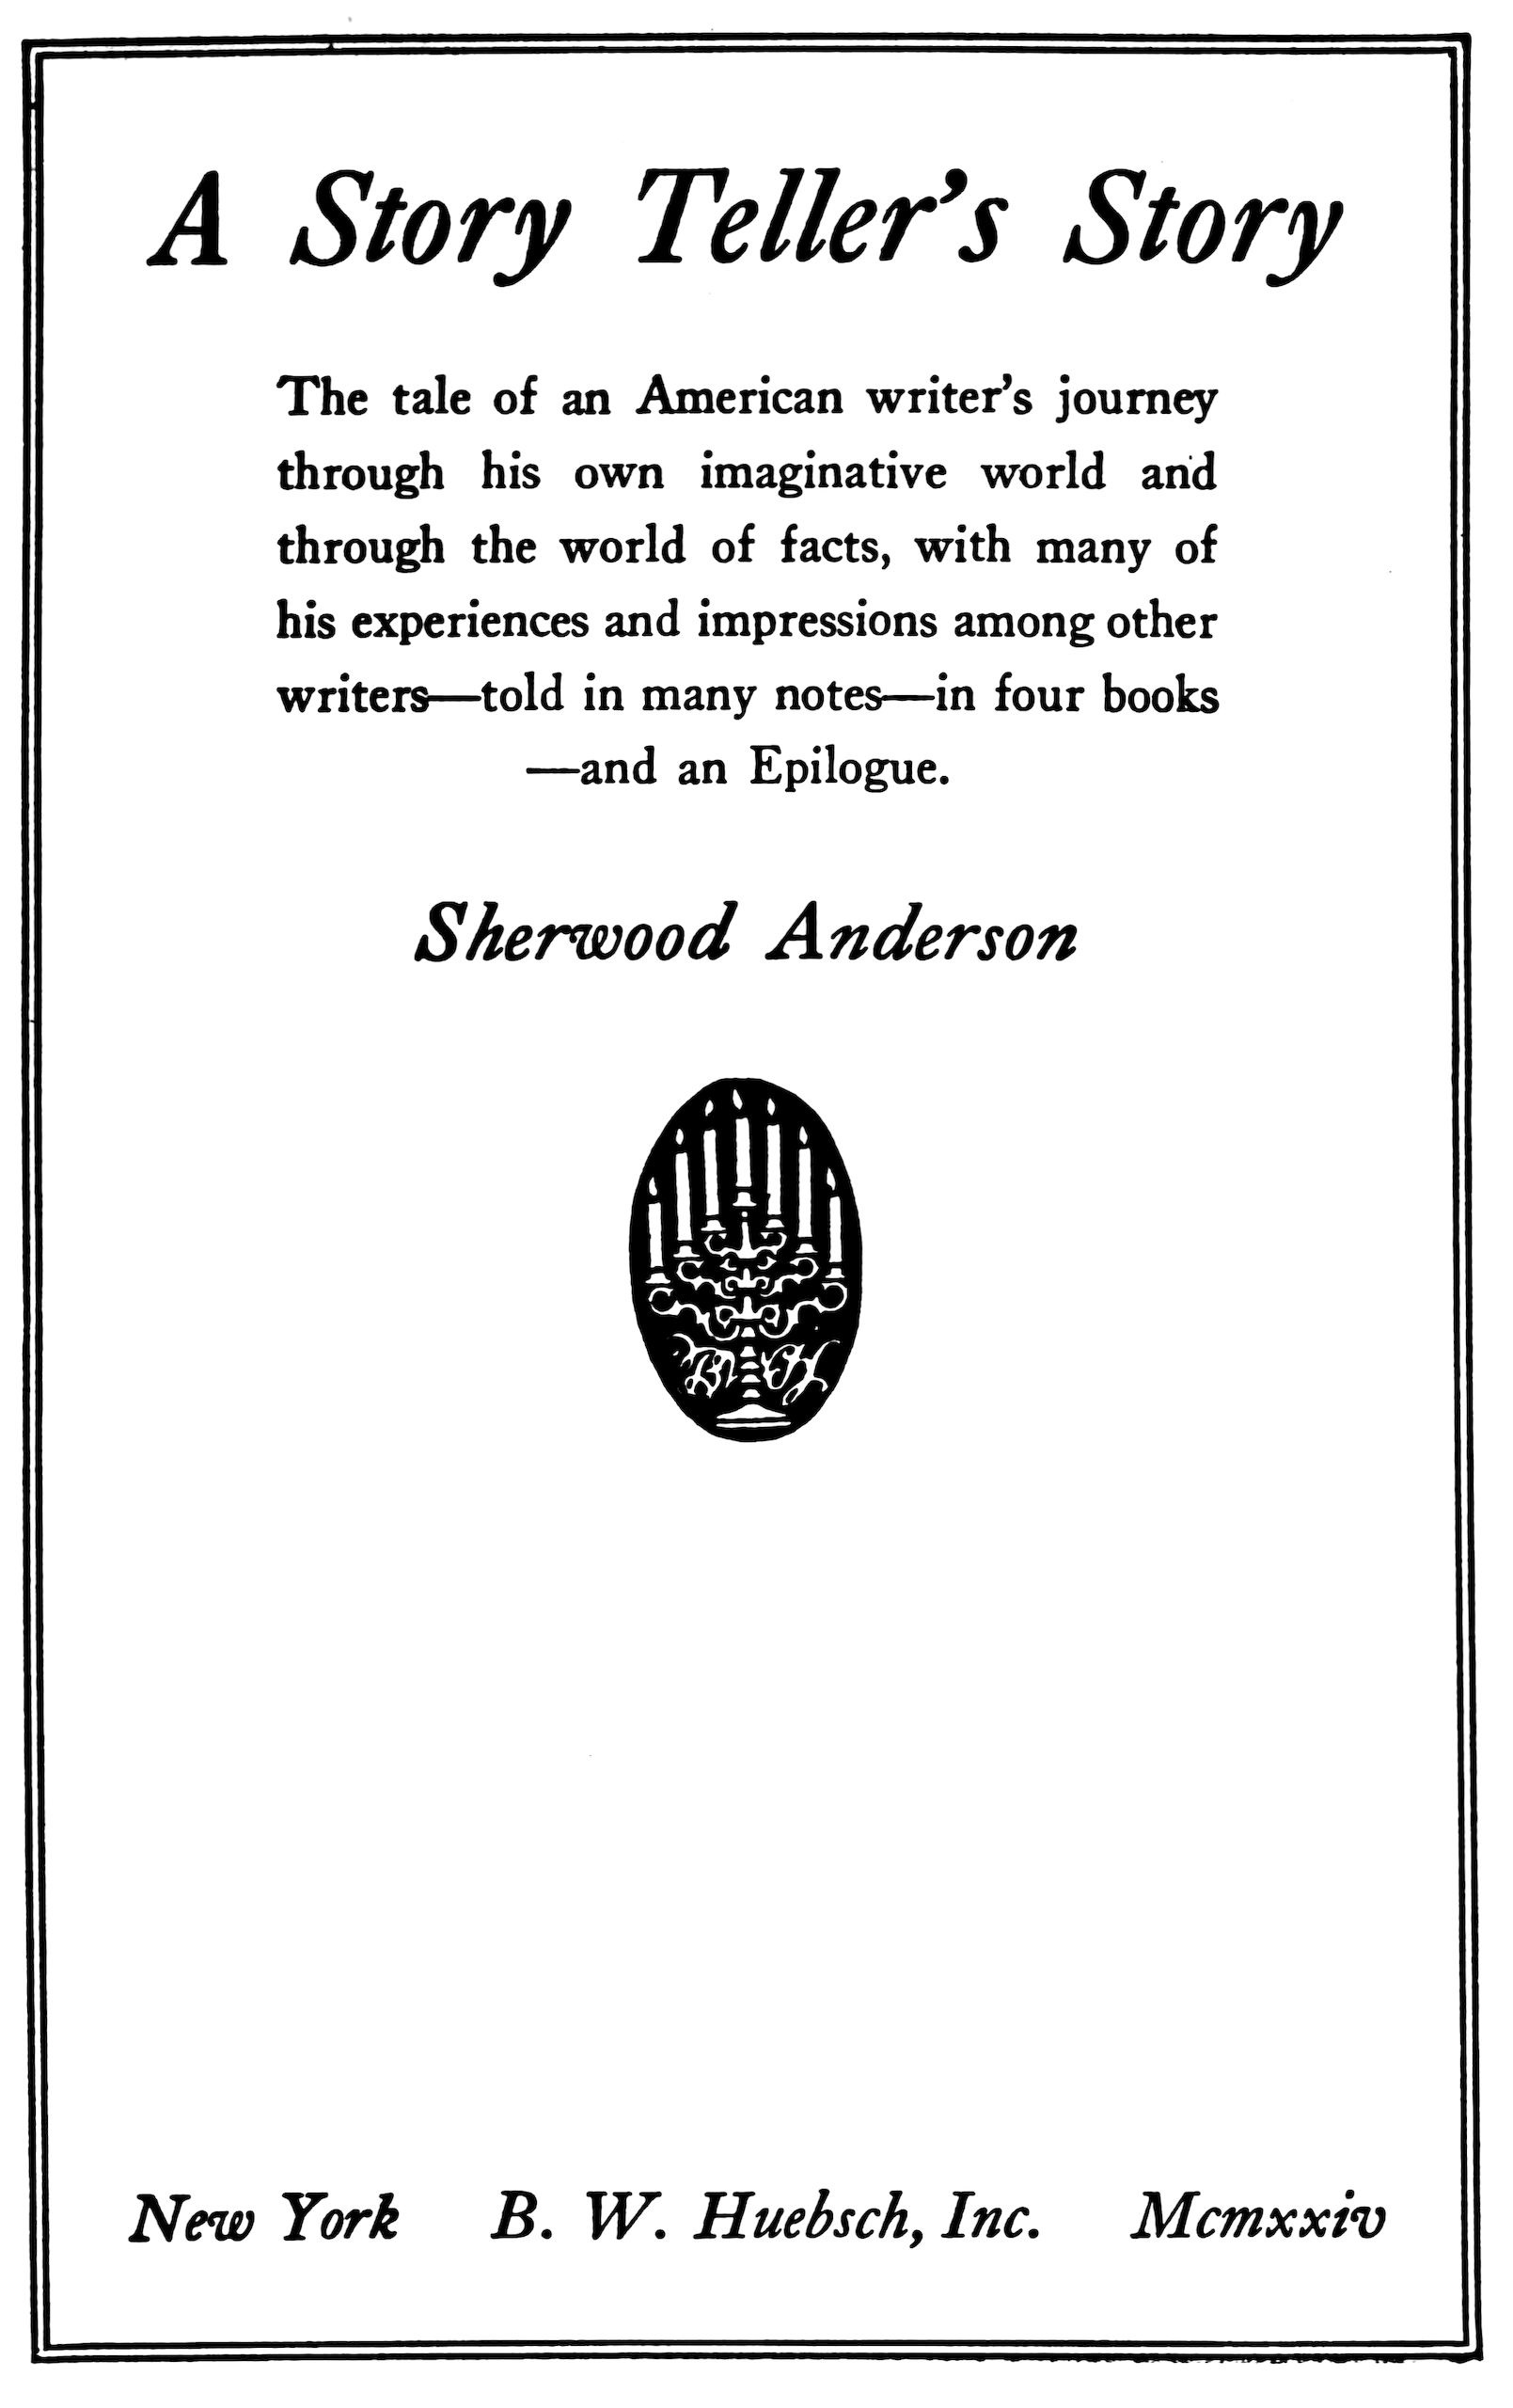 A Story Teller's Story
The tale of an American writer's journey
through his own imaginative world and
through the world of facts, with many of
his experiences and impressions among other
writers—told in many notes—in four books
—and an Epilogue.
Sherwood Anderson
B H
New York B. W. Huebsch, Inc. Mcmxxiv